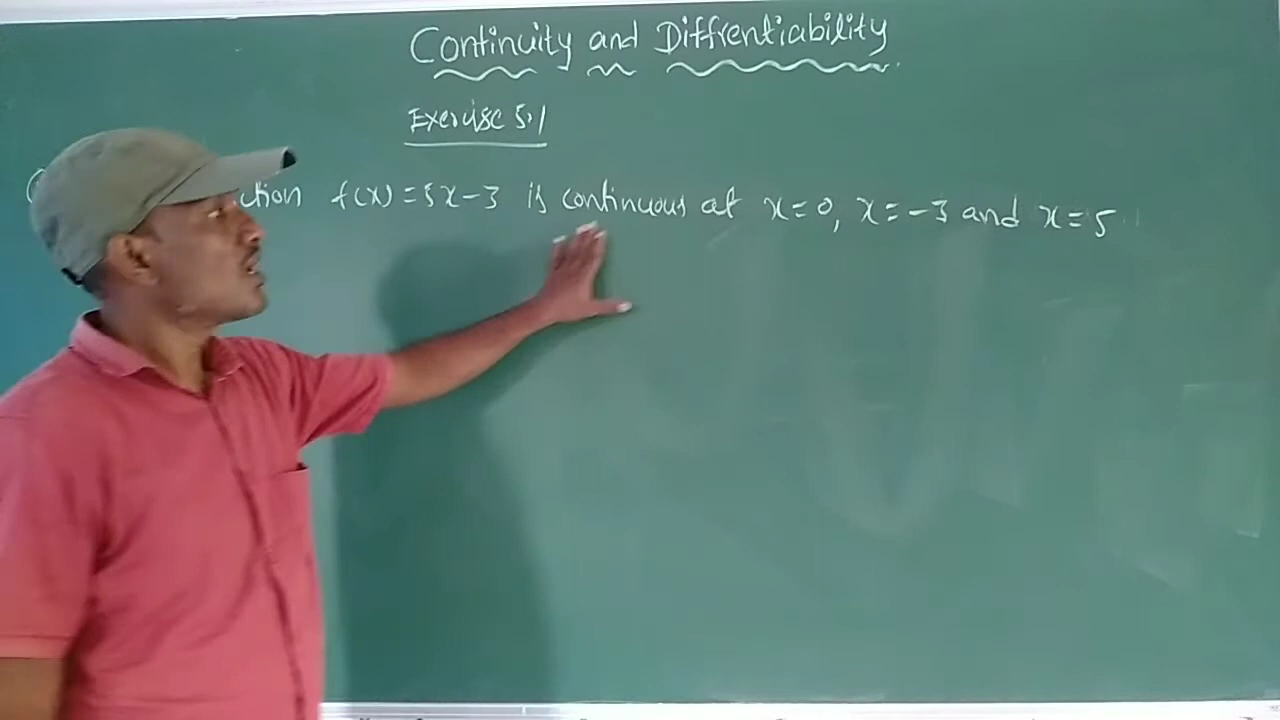 Continuity and Diffrentiability
Exercise 5.1
ction f(x)=5x-3 is continuous at x=0, x=-3 and x=5